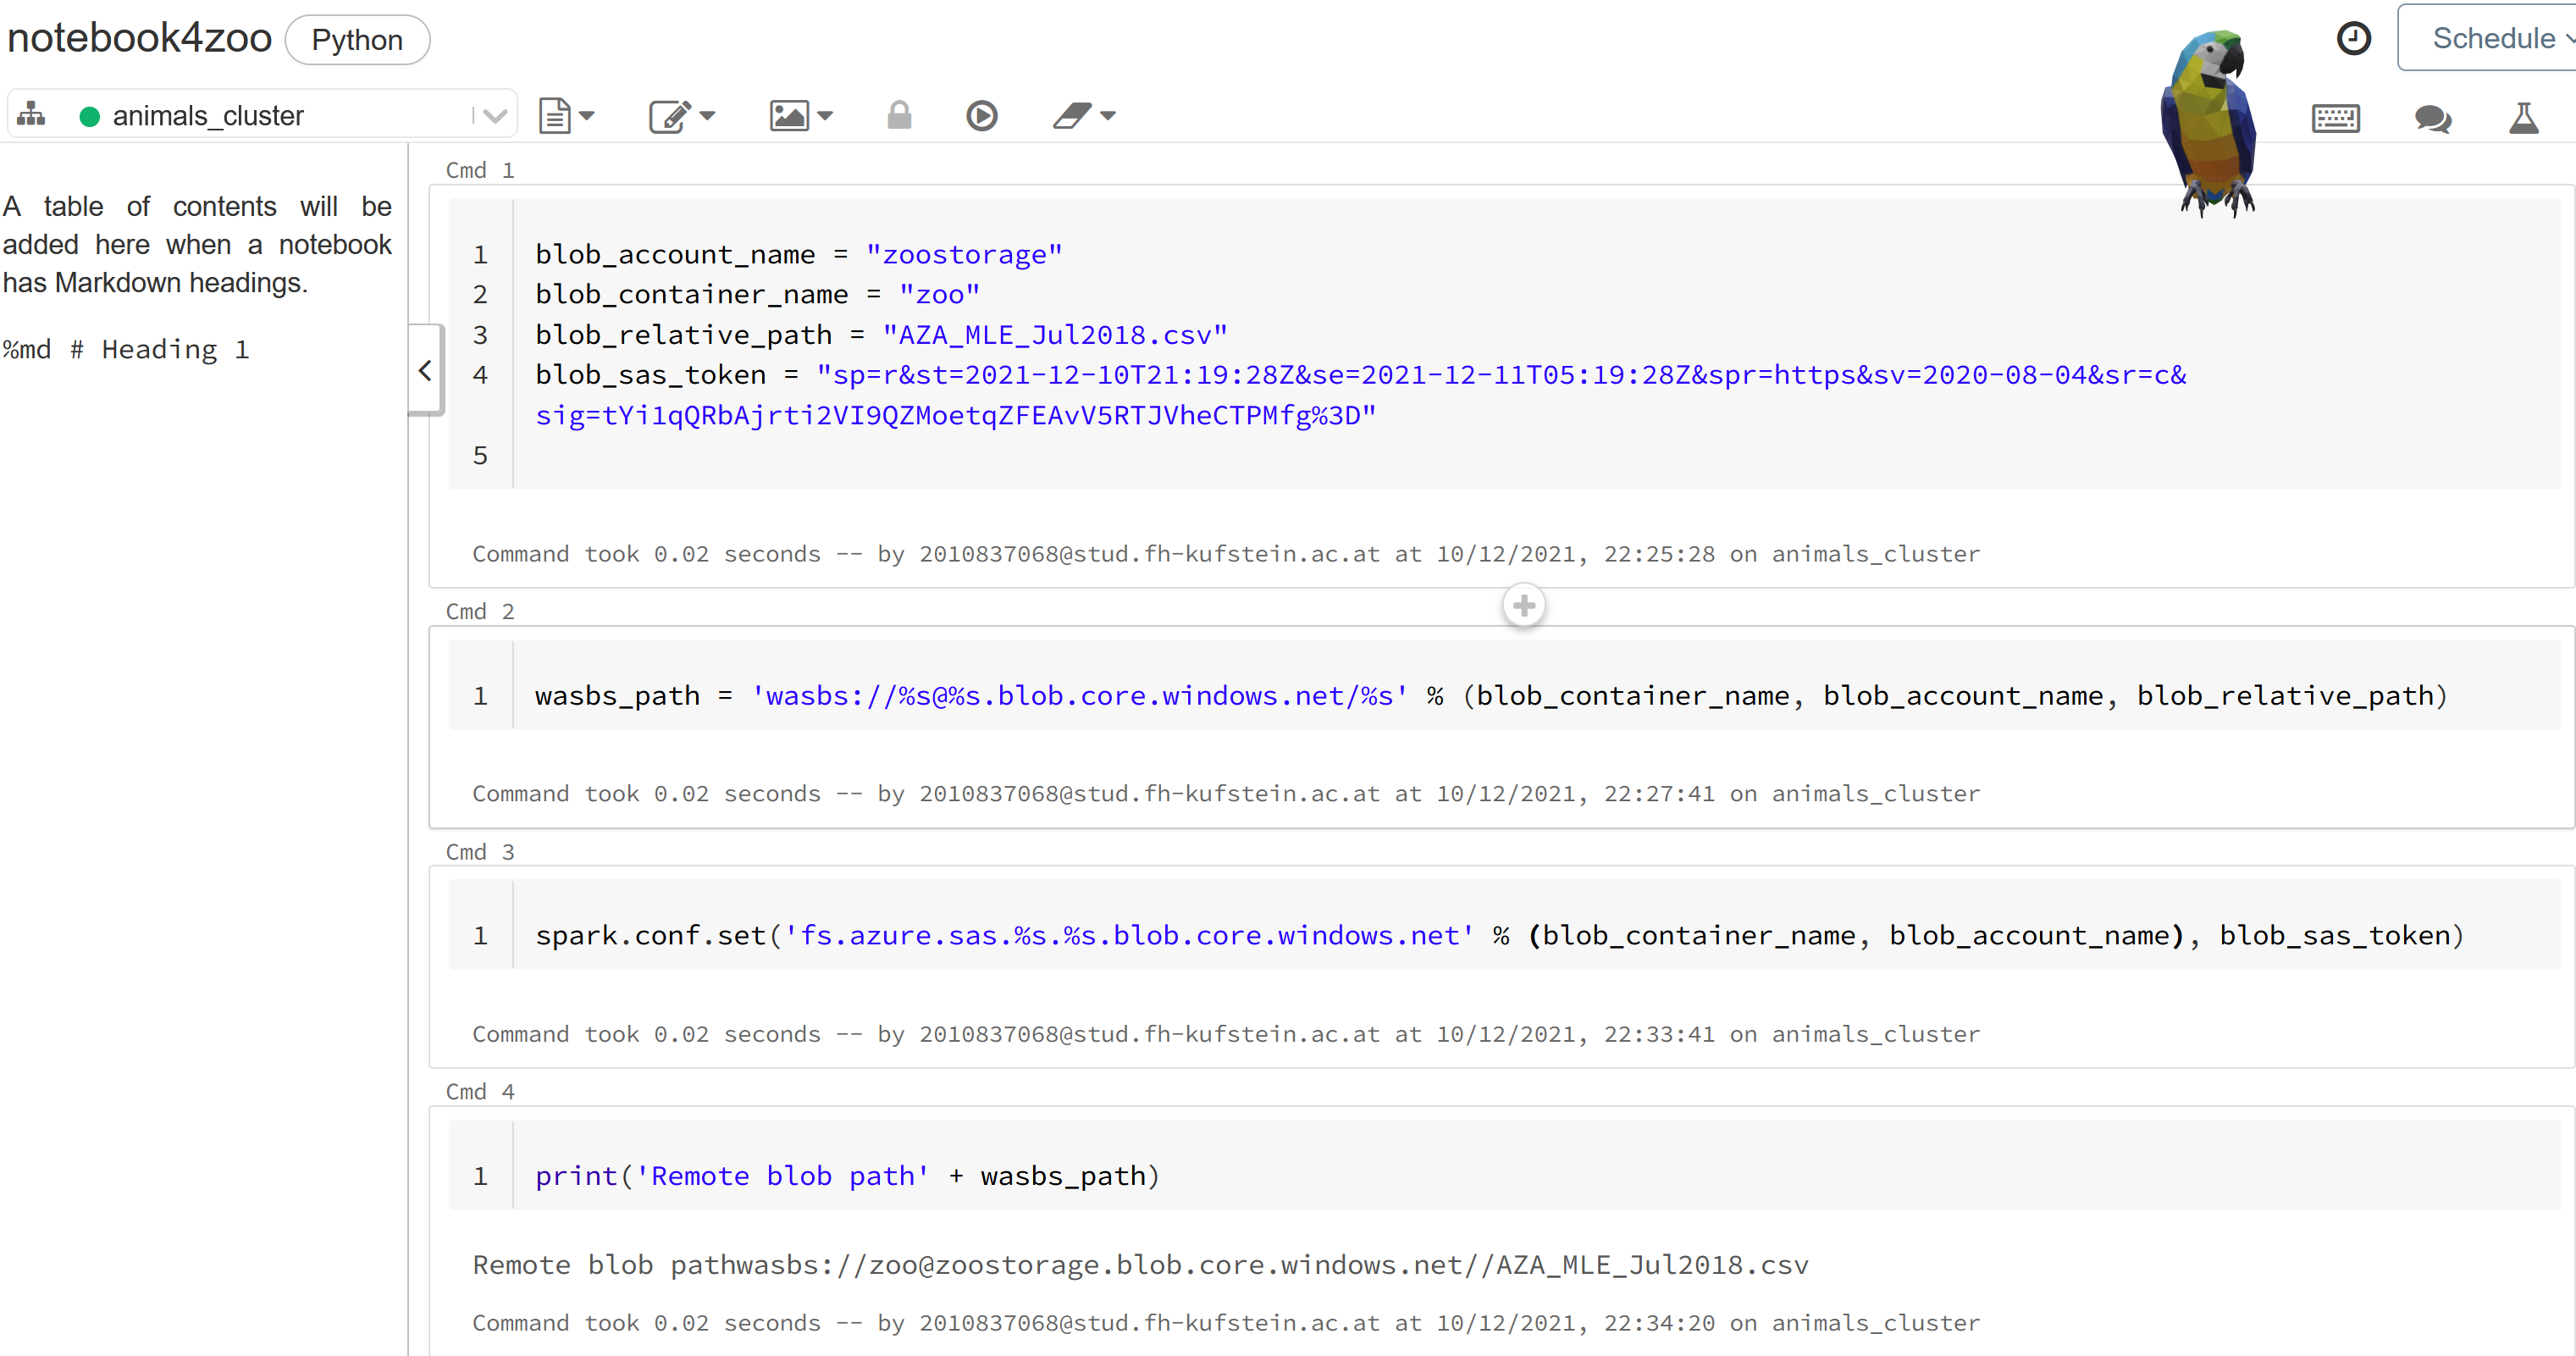 notebook4zoo Python
Schedule
animals_cluster
A table of contents will be
added here when a notebook
has Markdown headings.
%md # Heading 1
Cmd 1
1 blob_account_name = "zoostorage"
2 blob_container_name = "zoo"
3 blob_relative_path = "AZA_MLE_Jul2018.csv"
4 blob_sas_token = "sp=r&st=2021-12-10T21:19:28Z&se=2021-12-11T05:19:28Z&spr=https&sv=2020-08-04&sr=c&
sig=tYi1qQRbAjrti2VI9QZMoetqZFEAvV5RTJVheCTPMfg%3D"
5
Command took 0.02 seconds -- by 2010837068@stud.fh-kufstein.ac.at at 10/12/2021, 22:25:28 on animals_cluster
Cmd 2
1 wasbs_path = 'wasbs://%s@%s.blob.core.windows.net/%s' % (blob_container_name, blob_account_name, blob_relative_path)
Command took 0.02 seconds -- by 2010837068@stud.fh-kufstein.ac.at at 10/12/2021, 22:27:41 on animals_cluster
Cmd 3
1 spark.conf.set('fs.azure.sas.%s.%s.blob.core.windows.net' % (blob_container_name, blob_account_name), blob_sas_token)
Command took 0.02 seconds -- by 2010837068@stud.fh-kufstein.ac.at at 10/12/2021, 22:33:41 on animals_cluster
Cmd 4
1 print('Remote blob path' + wasbs_path)
Remote blob pathwasbs://zoo@zoostorage.blob.core.windows.net//AZA_MLE_Jul2018.csv
Command took 0.02 seconds -- by 2010837068@stud.fh-kufstein.ac.at at 10/12/2021, 22:34:20 on animals_cluster